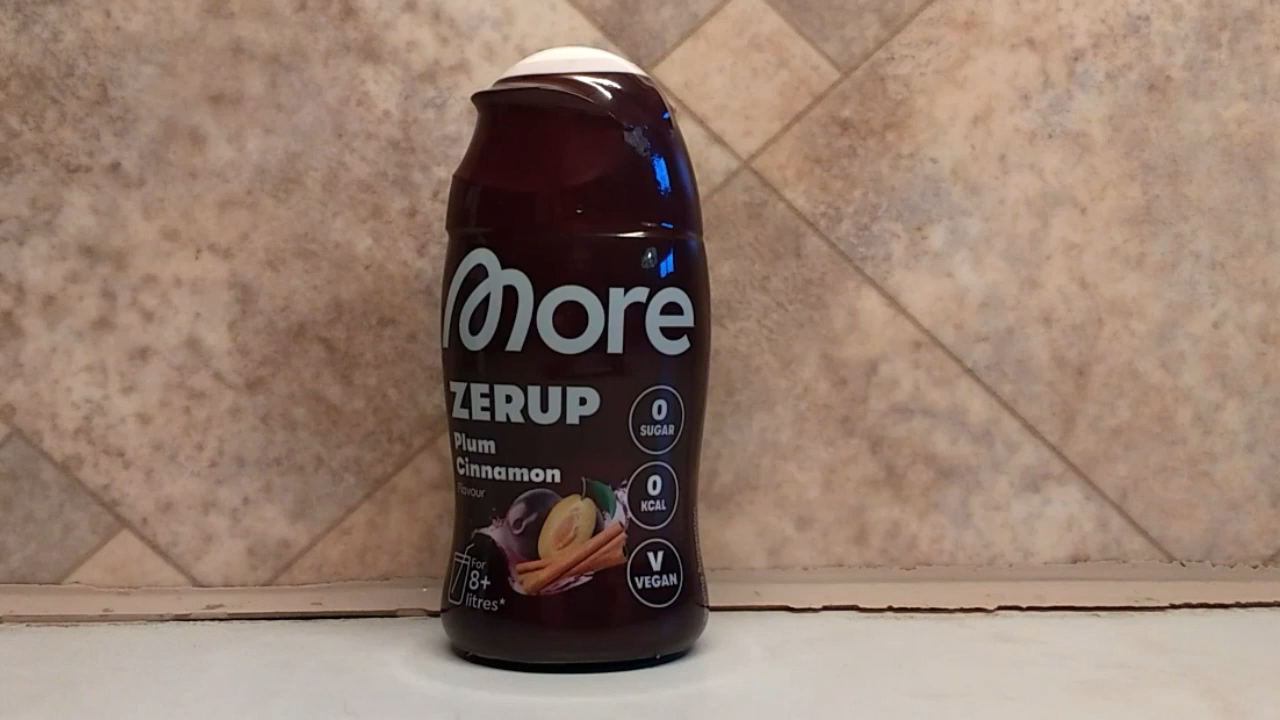 more
ZERUP
Plum
Cinnamon
Flavour
0
SUGAR
0
KCAL
V
VEGAN
For
8+
litres*